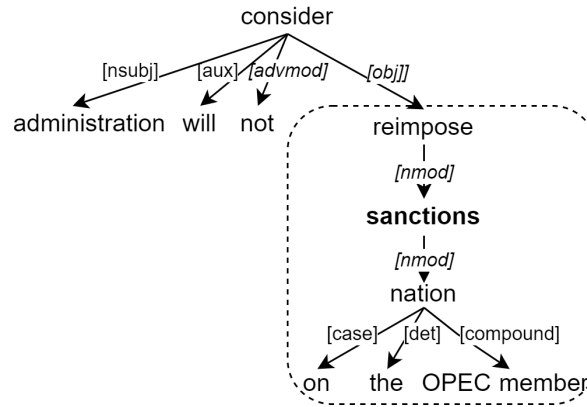 consider
[nsubj] [aux] [advmod] [obj]]
administration will not reimpose
[nmod]
sanctions
[nmod]
nation
[case] [det] [compound]
on the OPEC member